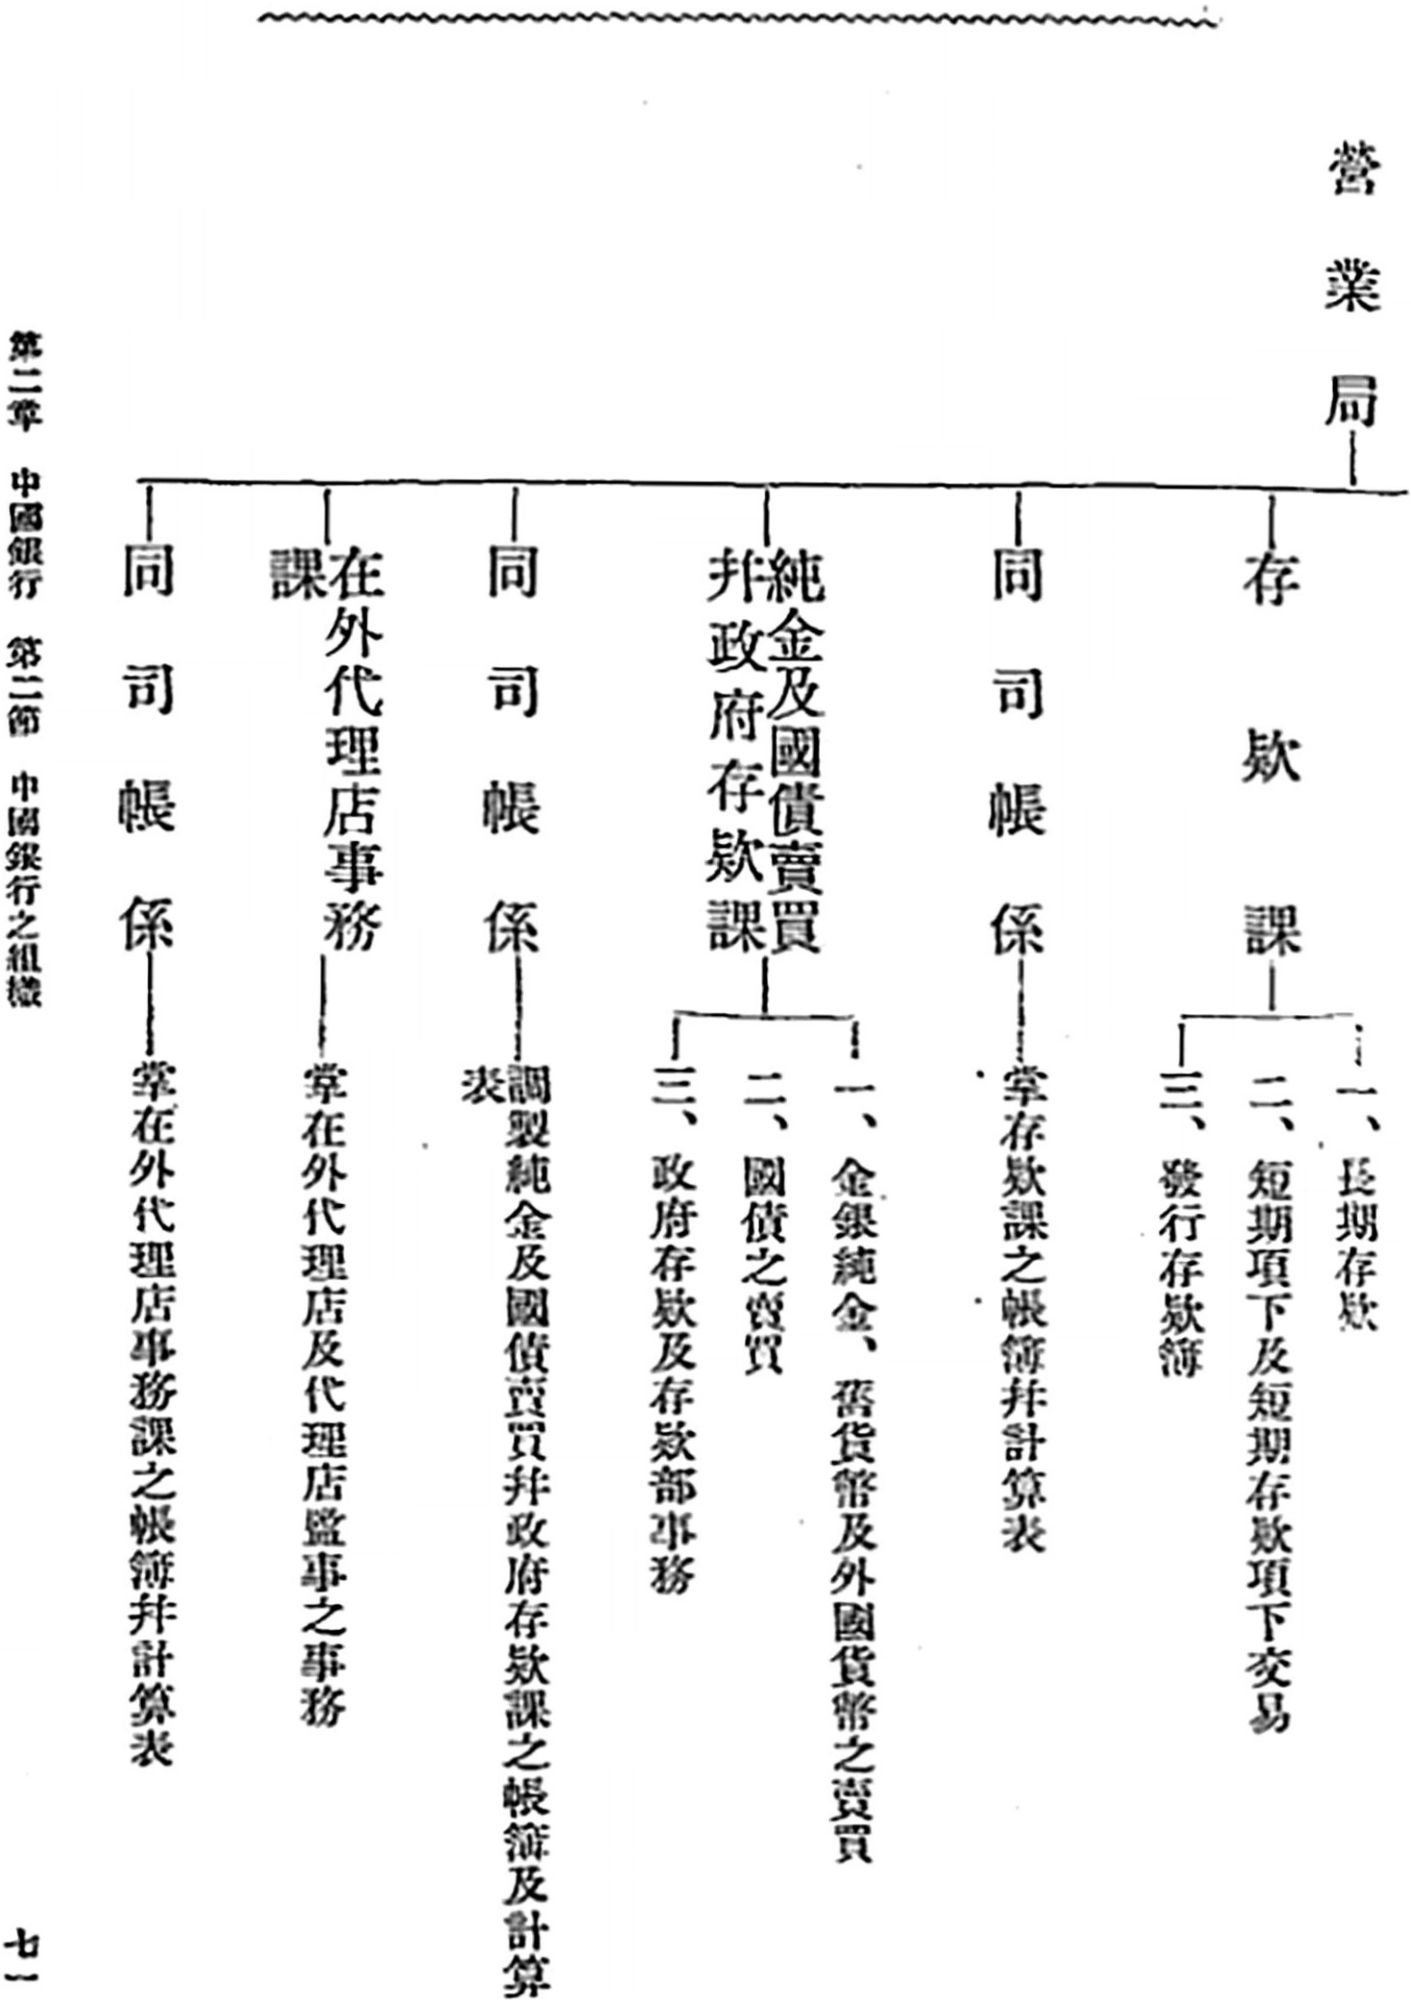 營業局
存欵課
一、長期存欵
二、短期項下及短期存欵項下交易
三、發行存欵簿
同司帳係
掌存欵課之帳簿幷計算表
純金及國債賣買
幷政府存欵課
一、金銀純金、舊貨幣及外國貨幣之賣買
二、國債之賣買
三、政府存欵及存欵部事務
同司帳係
調製純金及國債賣買幷政府存欵課之帳簿及計算
表
在外代理店事務
課
掌在外代理店及代理店監事之事務
同司帳係
掌在外代理店事務課之帳簿幷計算表
第二章 中國銀行 第二節 中國銀行之組織
七一